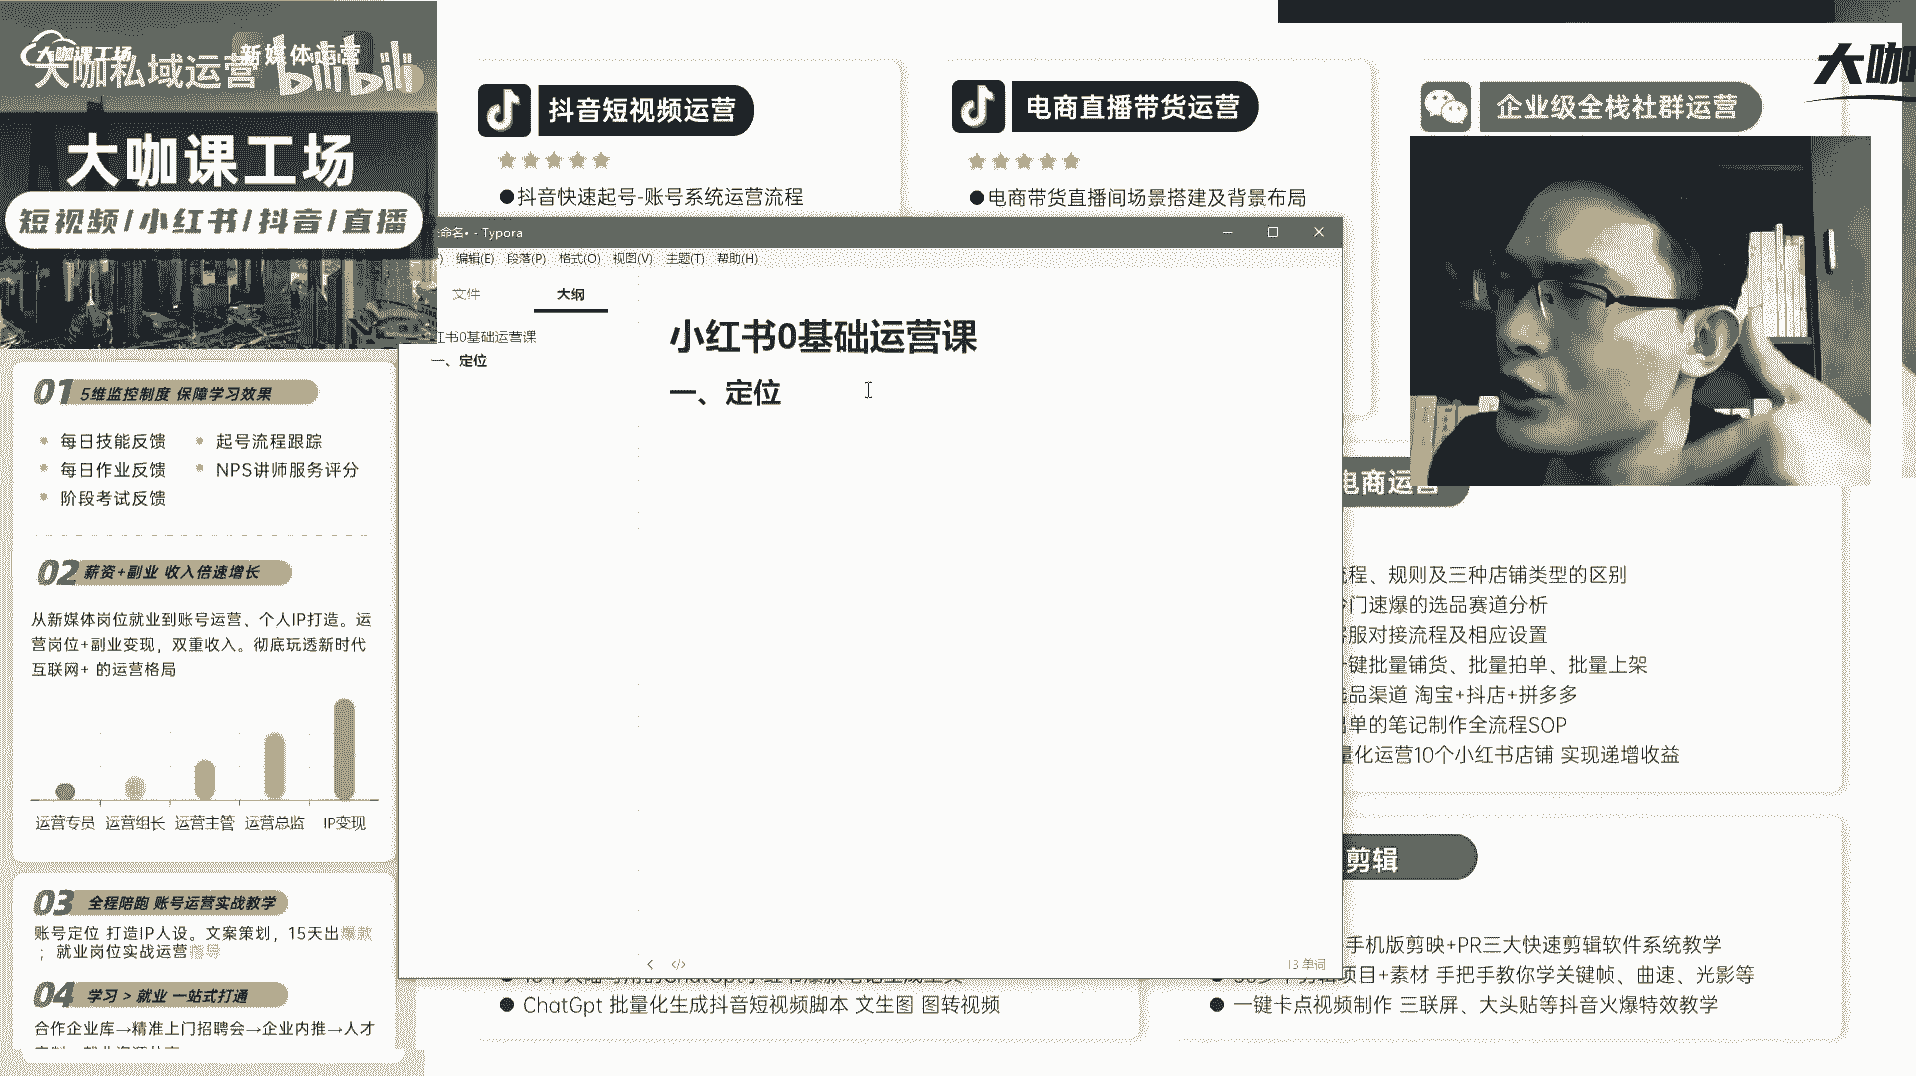 大咖课工场
新媒体运营
大咖私域运营
bilibili
大咖课工场
短视频/小红书/抖音/直播
01 5维监控制度 保障学习效果
每日技能反馈
起号流程跟踪
每日作业反馈
NPS讲师服务评分
阶段考试反馈
02 薪资+副业 收入倍速增长
从新媒体岗位就业到账号运营、个人IP打造。运
营岗位+副业变现，双重收入。彻底玩透新时代
互联网+ 的运营格局
运营专员 运营组长 运营主管 运营总监 IP变现
03 全程陪跑 账号运营实战教学
账号定位 打造IP人设。文案策划，15天出爆款
；就业岗位实战运营指导
04 学习 > 就业 一站式打通
合作企业库→精准上门招聘会→企业内推→人才
抖音短视频运营
●抖音快速起号-账号系统运营流程
电商直播带货运营
●电商带货直播间场景搭建及背景布局
企业级全栈社群运营
大咖
命名• - Typora
编辑(E) 段落(P) 格式(O) 视图(V) 主题(T) 帮助(H)
文件 大纲
红书0基础运营课
一、定位
小红书0基础运营课
一、定位
13 单词
电商运营
流程、规则及三种店铺类型的区别
冷门速爆的选品赛道分析
客服对接流程及相应设置
一键批量铺货、批量拍单、批量上架
选品渠道 淘宝+抖店+拼多多
出单的笔记制作全流程SOP
量化运营10个小红书店铺 实现递增收益
剪辑
手机版剪映+PR三大快速剪辑软件系统教学
项目+素材 手把手教你学关键帧、曲速、光影等
● 一键卡点视频制作 三联屏、大头贴等抖音火爆特效教学
● ChatGpt 批量化生成抖音短视频脚本 文生图 图转视频